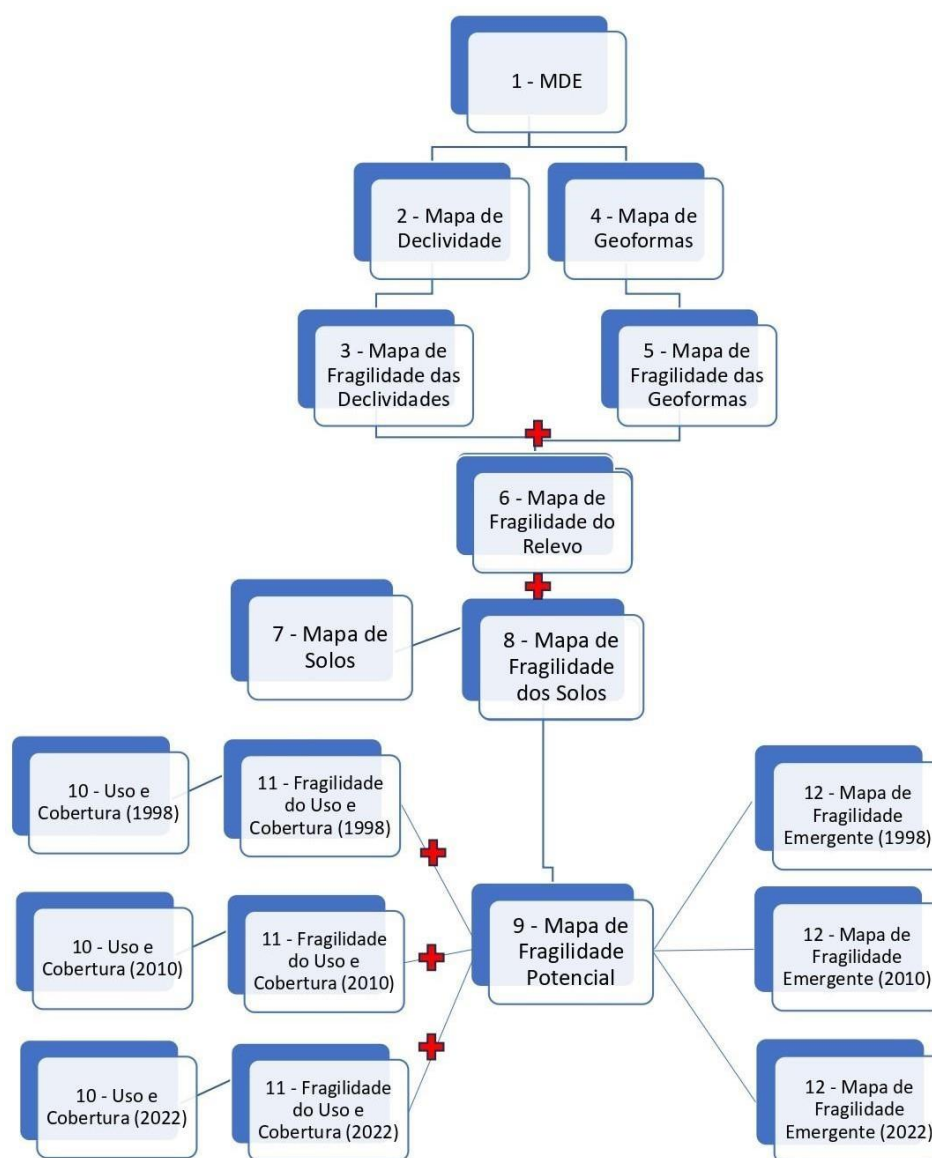 1 - MDE
2 - Mapa de
Declividade
4 - Mapa de
Geoformas
3 - Mapa de
Fragilidade das
Declividades
5 - Mapa de
Fragilidade das
Geoformas
6 - Mapa de
Fragilidade do
Relevo
7 - Mapa de
Solos
8 - Mapa de
Fragilidade
dos Solos
10 - Uso e
Cobertura (1998)
11 - Fragilidade
do Uso e
Cobertura (1998)
12 - Mapa de
Fragilidade
Emergente (1998)
10 - Uso e
Cobertura (2010)
11 - Fragilidade
do Uso e
Cobertura (2010)
9 - Mapa de
Fragilidade
Potencial
12 - Mapa de
Fragilidade
Emergente (2010)
10 - Uso e
Cobertura (2022)
11 - Fragilidade
do Uso e
Cobertura (2022)
12 - Mapa de
Fragilidade
Emergente (2022)